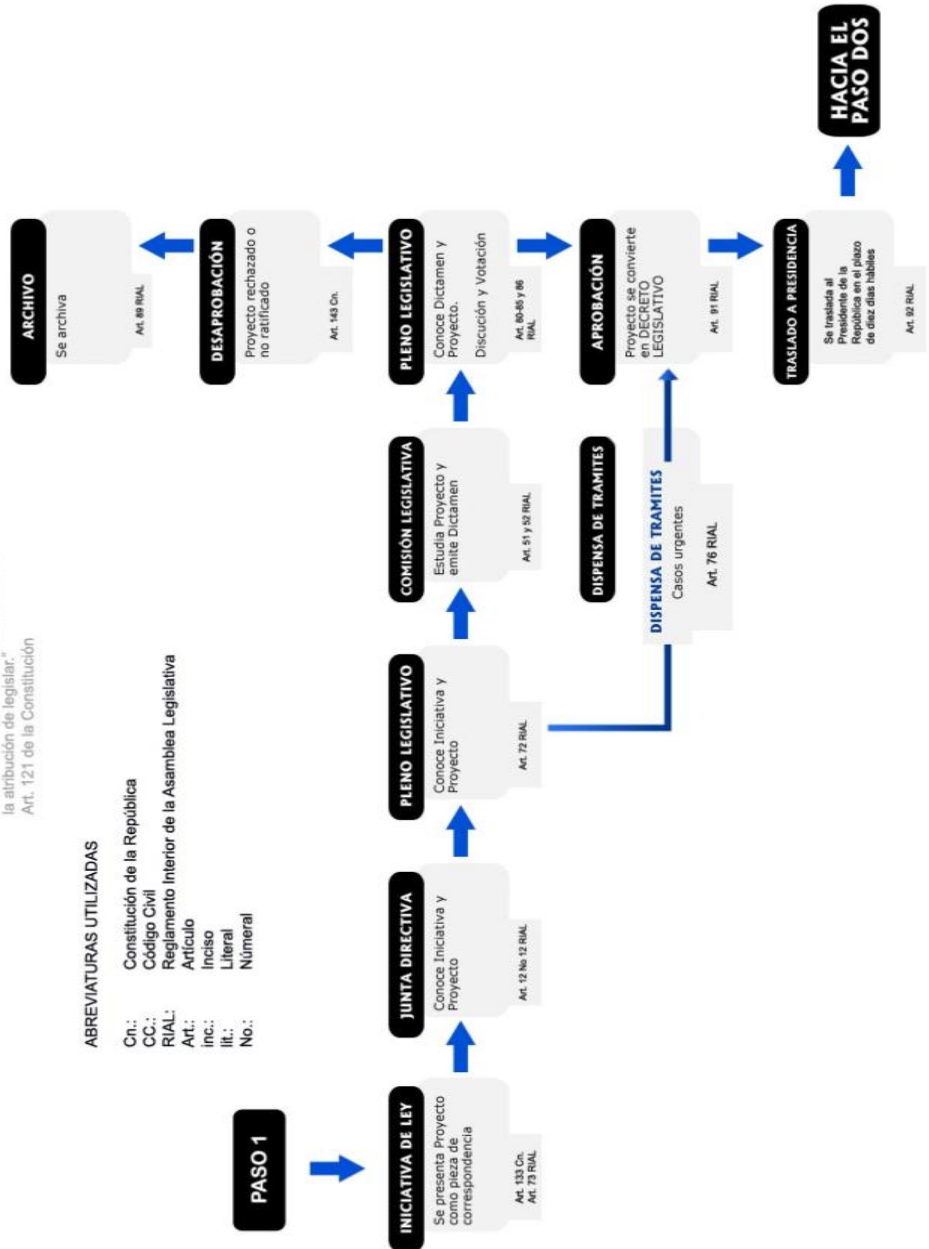 la atribución de legislar."
Art. 121 de la Constitución
ABREVIATURAS UTILIZADAS
Cn.: Constitución de la República
CC.: Código Civil
RIAL: Reglamento Interior de la Asamblea Legislativa
Art.: Artículo
inc.: Inciso
lit.: Literal
No.: Númeral
PASO 1
INICIATIVA DE LEY
Se presenta Proyecto
como pieza de
correspondencia
Art. 133 Cn.
Art. 73 RIAL
JUNTA DIRECTIVA
Conoce Iniciativa y
Proyecto
Art. 12 No 12 RIAL
PLENO LEGISLATIVO
Conoce Iniciativa y
Proyecto
Art. 72 RIAL
COMISIÓN LEGISLATIVA
Estudia Proyecto y
emite Dictamen
Art. 51 y 52 RIAL
PLENO LEGISLATIVO
Conoce Dictamen y
Proyecto.
Discución y Votación
Art. 80-85 y 86
RIAL
DESAPROBACIÓN
Proyecto rechazado o
no ratificado
Art. 143 Cn.
ARCHIVO
Se archiva
Art. 89 RIAL
DISPENSA DE TRAMITES
DISPENSA DE TRAMITES
Casos urgentes
Art. 76 RIAL
APROBACIÓN
Proyecto se convierte
en DECRETO
LEGISLATIVO
Art. 91 RIAL
TRASLADO A PRESIDENCIA
Se traslada al
Presidente de la
República en el plazo
de diez días hábiles
Art. 92 RIAL
HACIA EL
PASO DOS